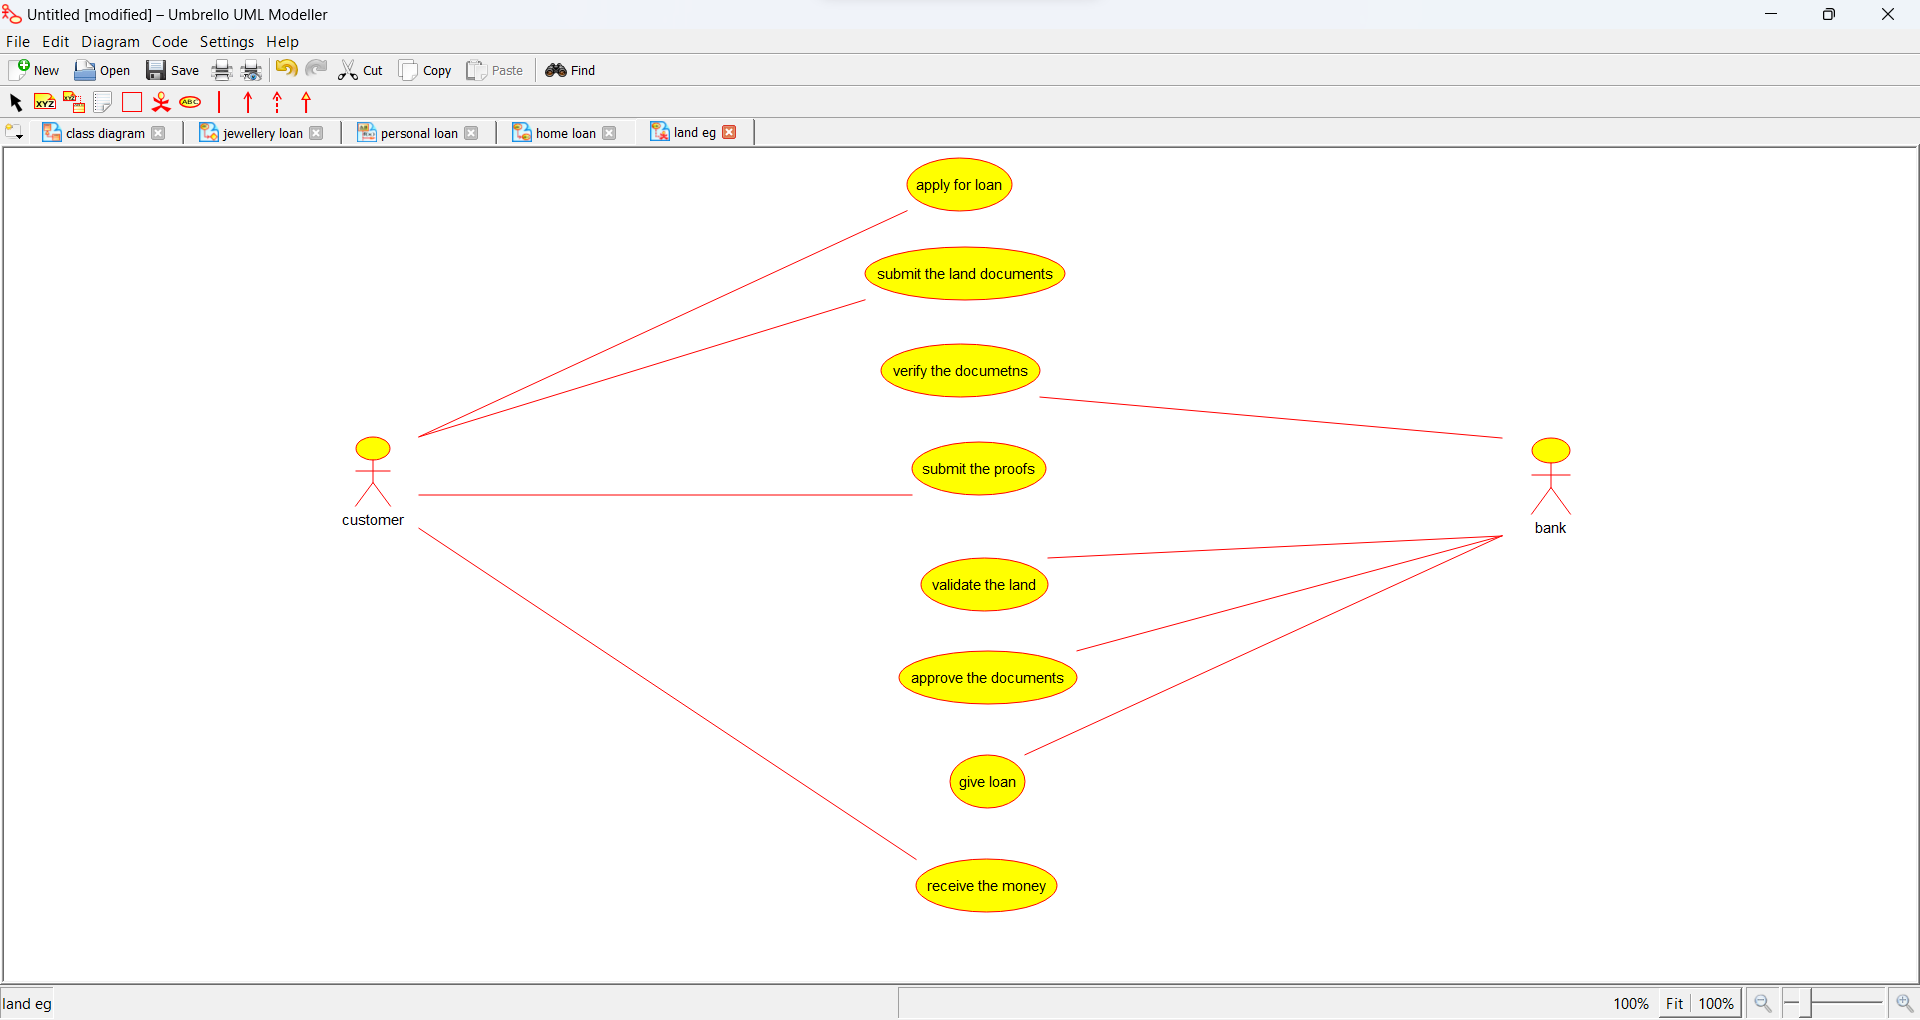 Untitled [modified] – Umbrello UML Modeller
File Edit Diagram Code Settings Help
New Open Save Cut Copy Paste Find
XYZ XYZ ABC
class diagram jewellery loan personal loan home loan land eg
apply for loan
submit the land documents
verify the documetns
submit the proofs
customer
bank
validate the land
approve the documents
give loan
receive the money
land eg
100% Fit 100%